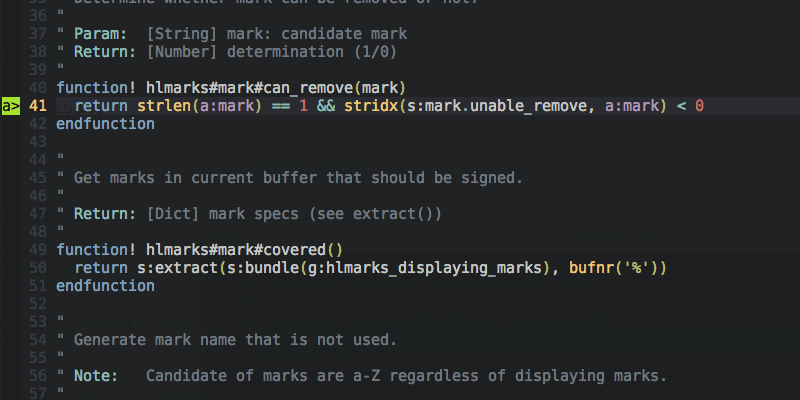 Determine whether mark can be removed or not.
36 "
37 " Param:  [String] mark: candidate mark
38 " Return: [Number] determination (1/0)
39 "
40 function! hlmarks#mark#can_remove(mark)
a> 41   return strlen(a:mark) == 1 && stridx(s:mark.unable_remove, a:mark) < 0
42 endfunction
43
44 "
45 " Get marks in current buffer that should be signed.
46 "
47 " Return: [Dict] mark specs (see extract())
48 "
49 function! hlmarks#mark#covered()
50   return s:extract(s:bundle(g:hlmarks_displaying_marks), bufnr('%'))
51 endfunction
52
53 "
54 " Generate mark name that is not used.
55 "
56 " Note:   Candidate of marks are a-Z regardless of displaying marks.
57 "